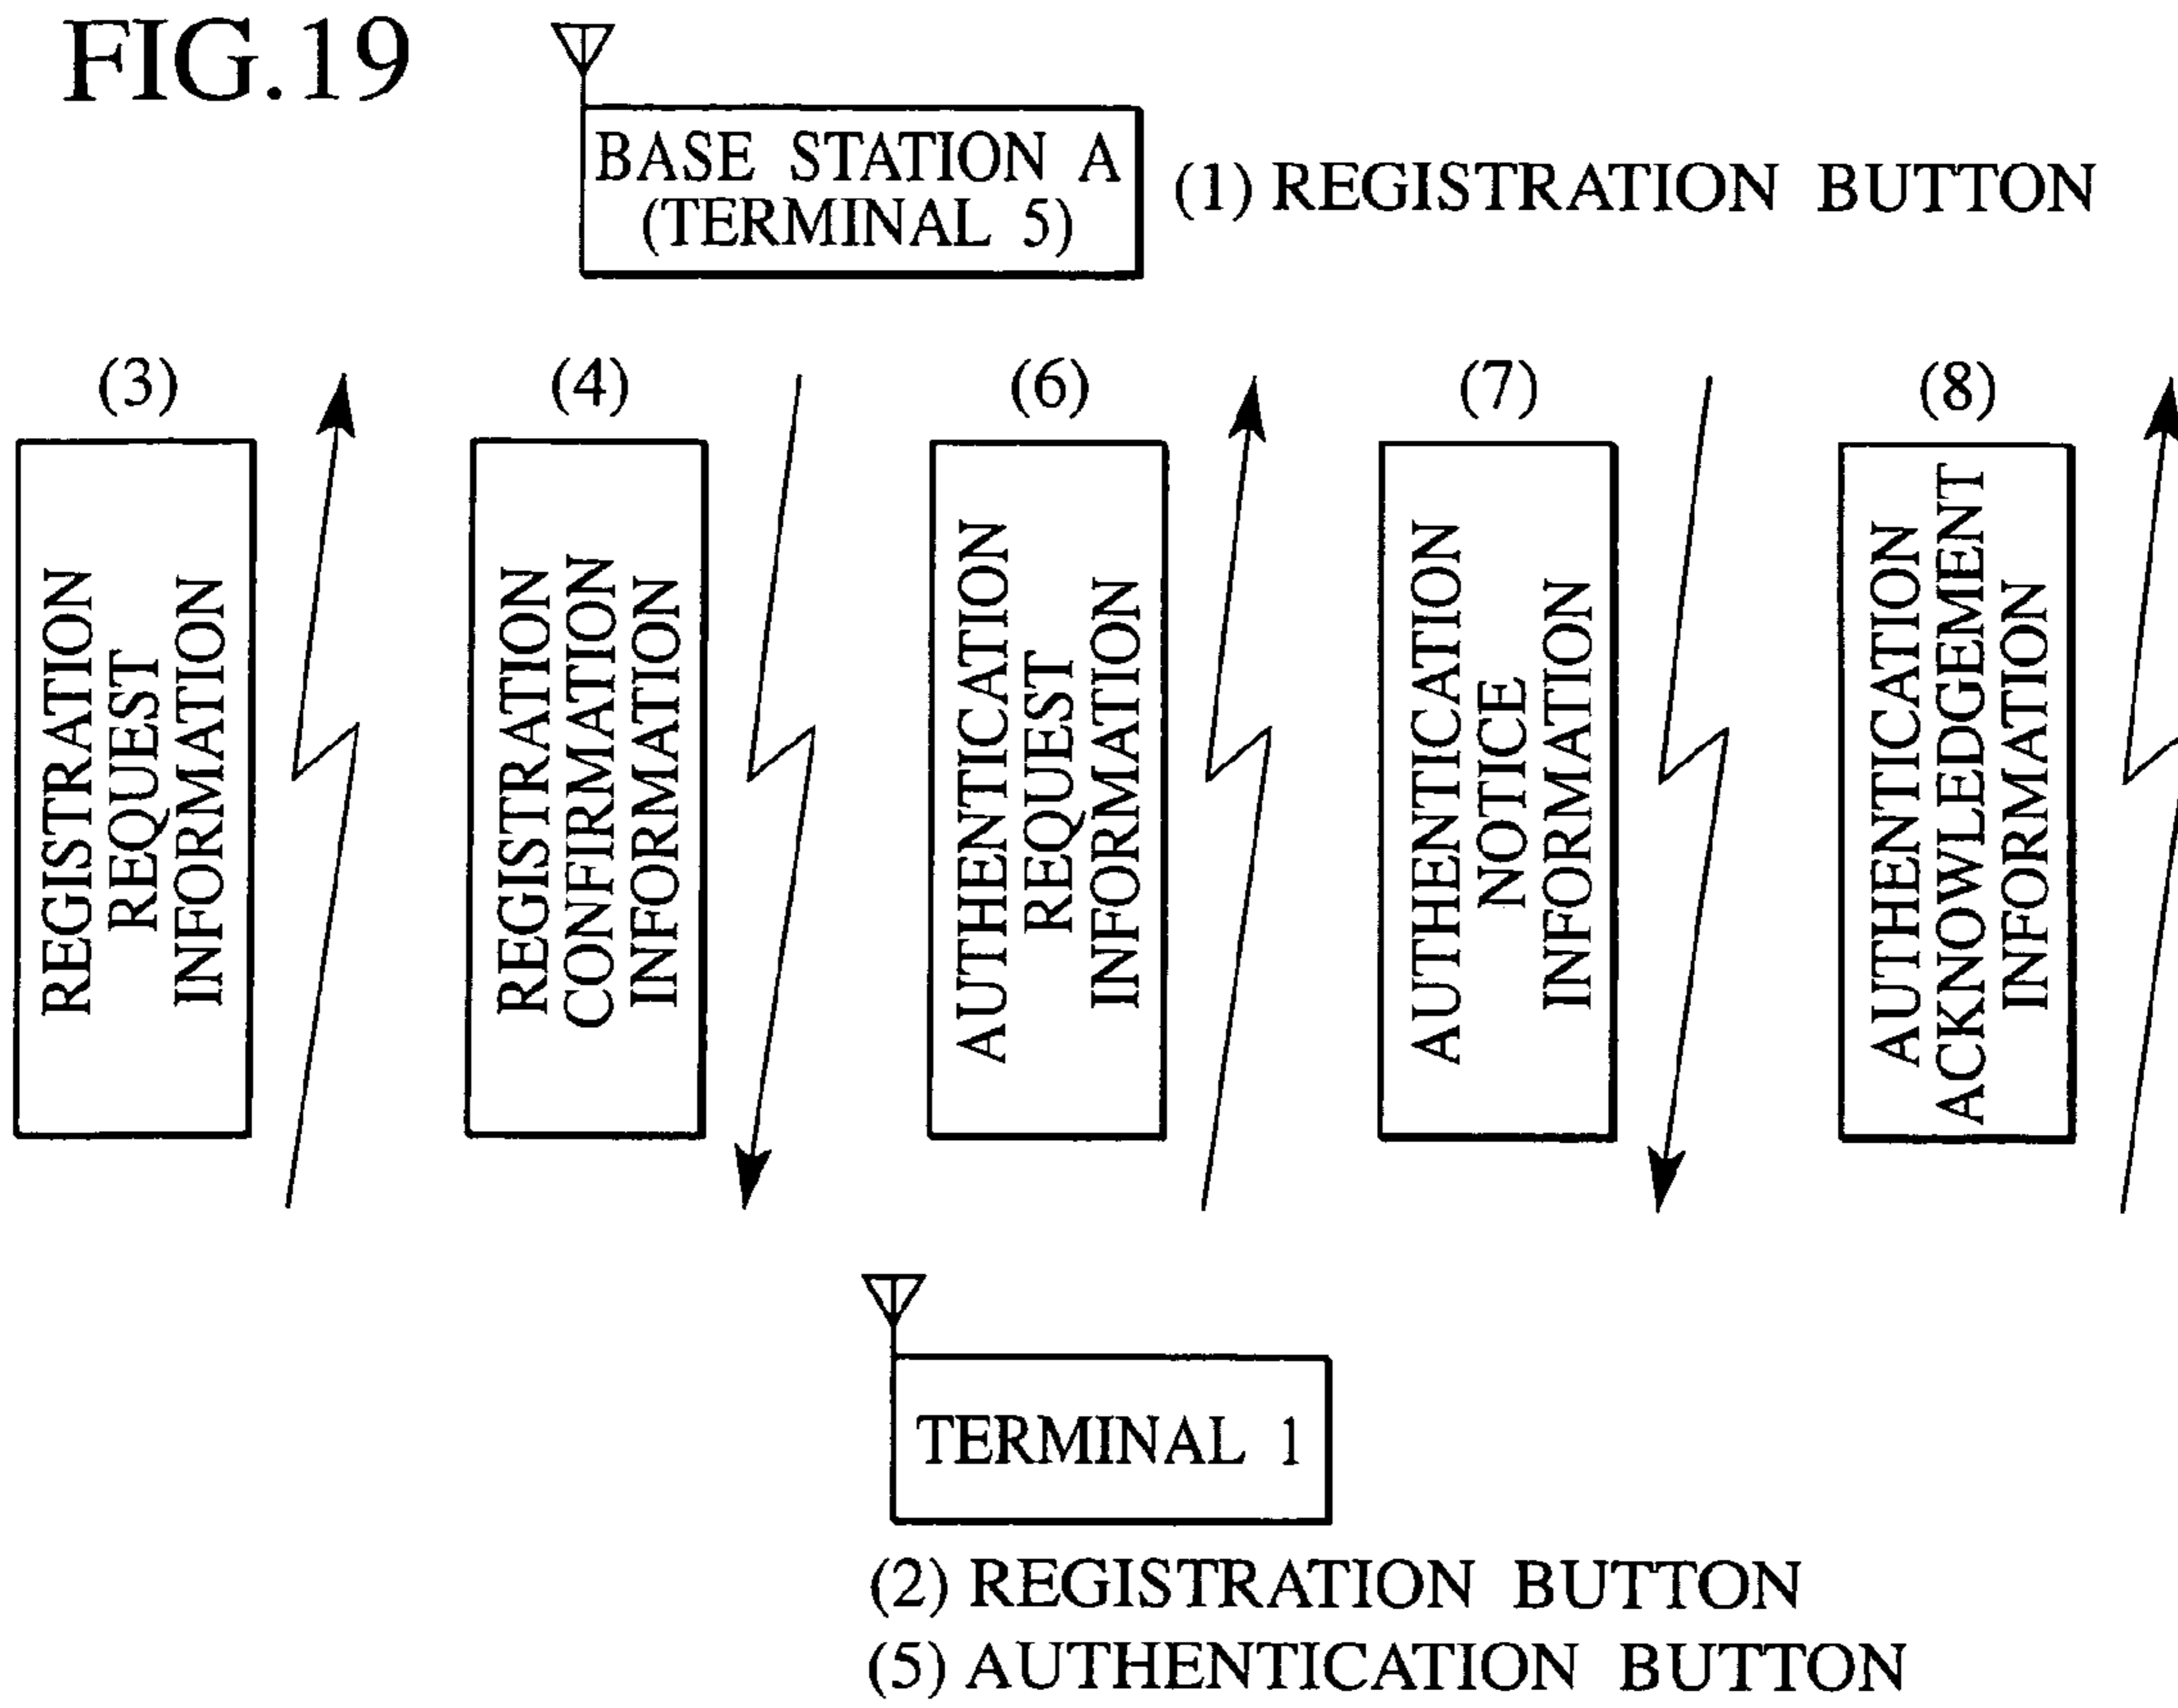 FIG.19
BASE STATION A
(TERMINAL 5)
(1) REGISTRATION BUTTON
(3)
REGISTRATION
REQUEST
INFORMATION
(4)
REGISTRATION
CONFIRMATION
INFORMATION
(6)
AUTHENTICATION
REQUEST
INFORMATION
(7)
AUTHENTICATION
NOTICE
INFORMATION
(8)
AUTHENTICATION
ACKNOWLEDGEMENT
INFORMATION
TERMINAL 1
(2) REGISTRATION BUTTON
(5) AUTHENTICATION BUTTON